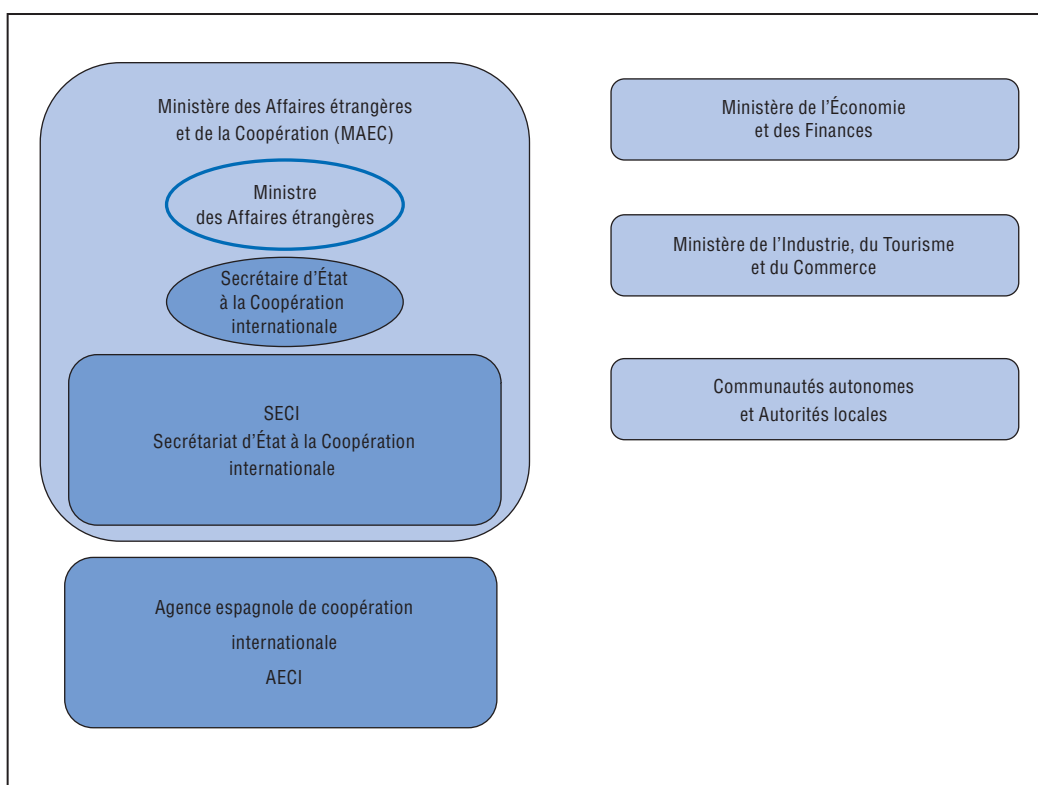 Ministère des Affaires étrangères
et de la Coopération (MAEC)
Ministre
des Affaires étrangères
Secrétaire d'État
à la Coopération
internationale
SECI
Secrétariat d'État à la Coopération
internationale
Agence espagnole de coopération
internationale
AECI
Ministère de l'Économie
et des Finances
Ministère de l'Industrie, du Tourisme
et du Commerce
Communautés autonomes
et Autorités locales